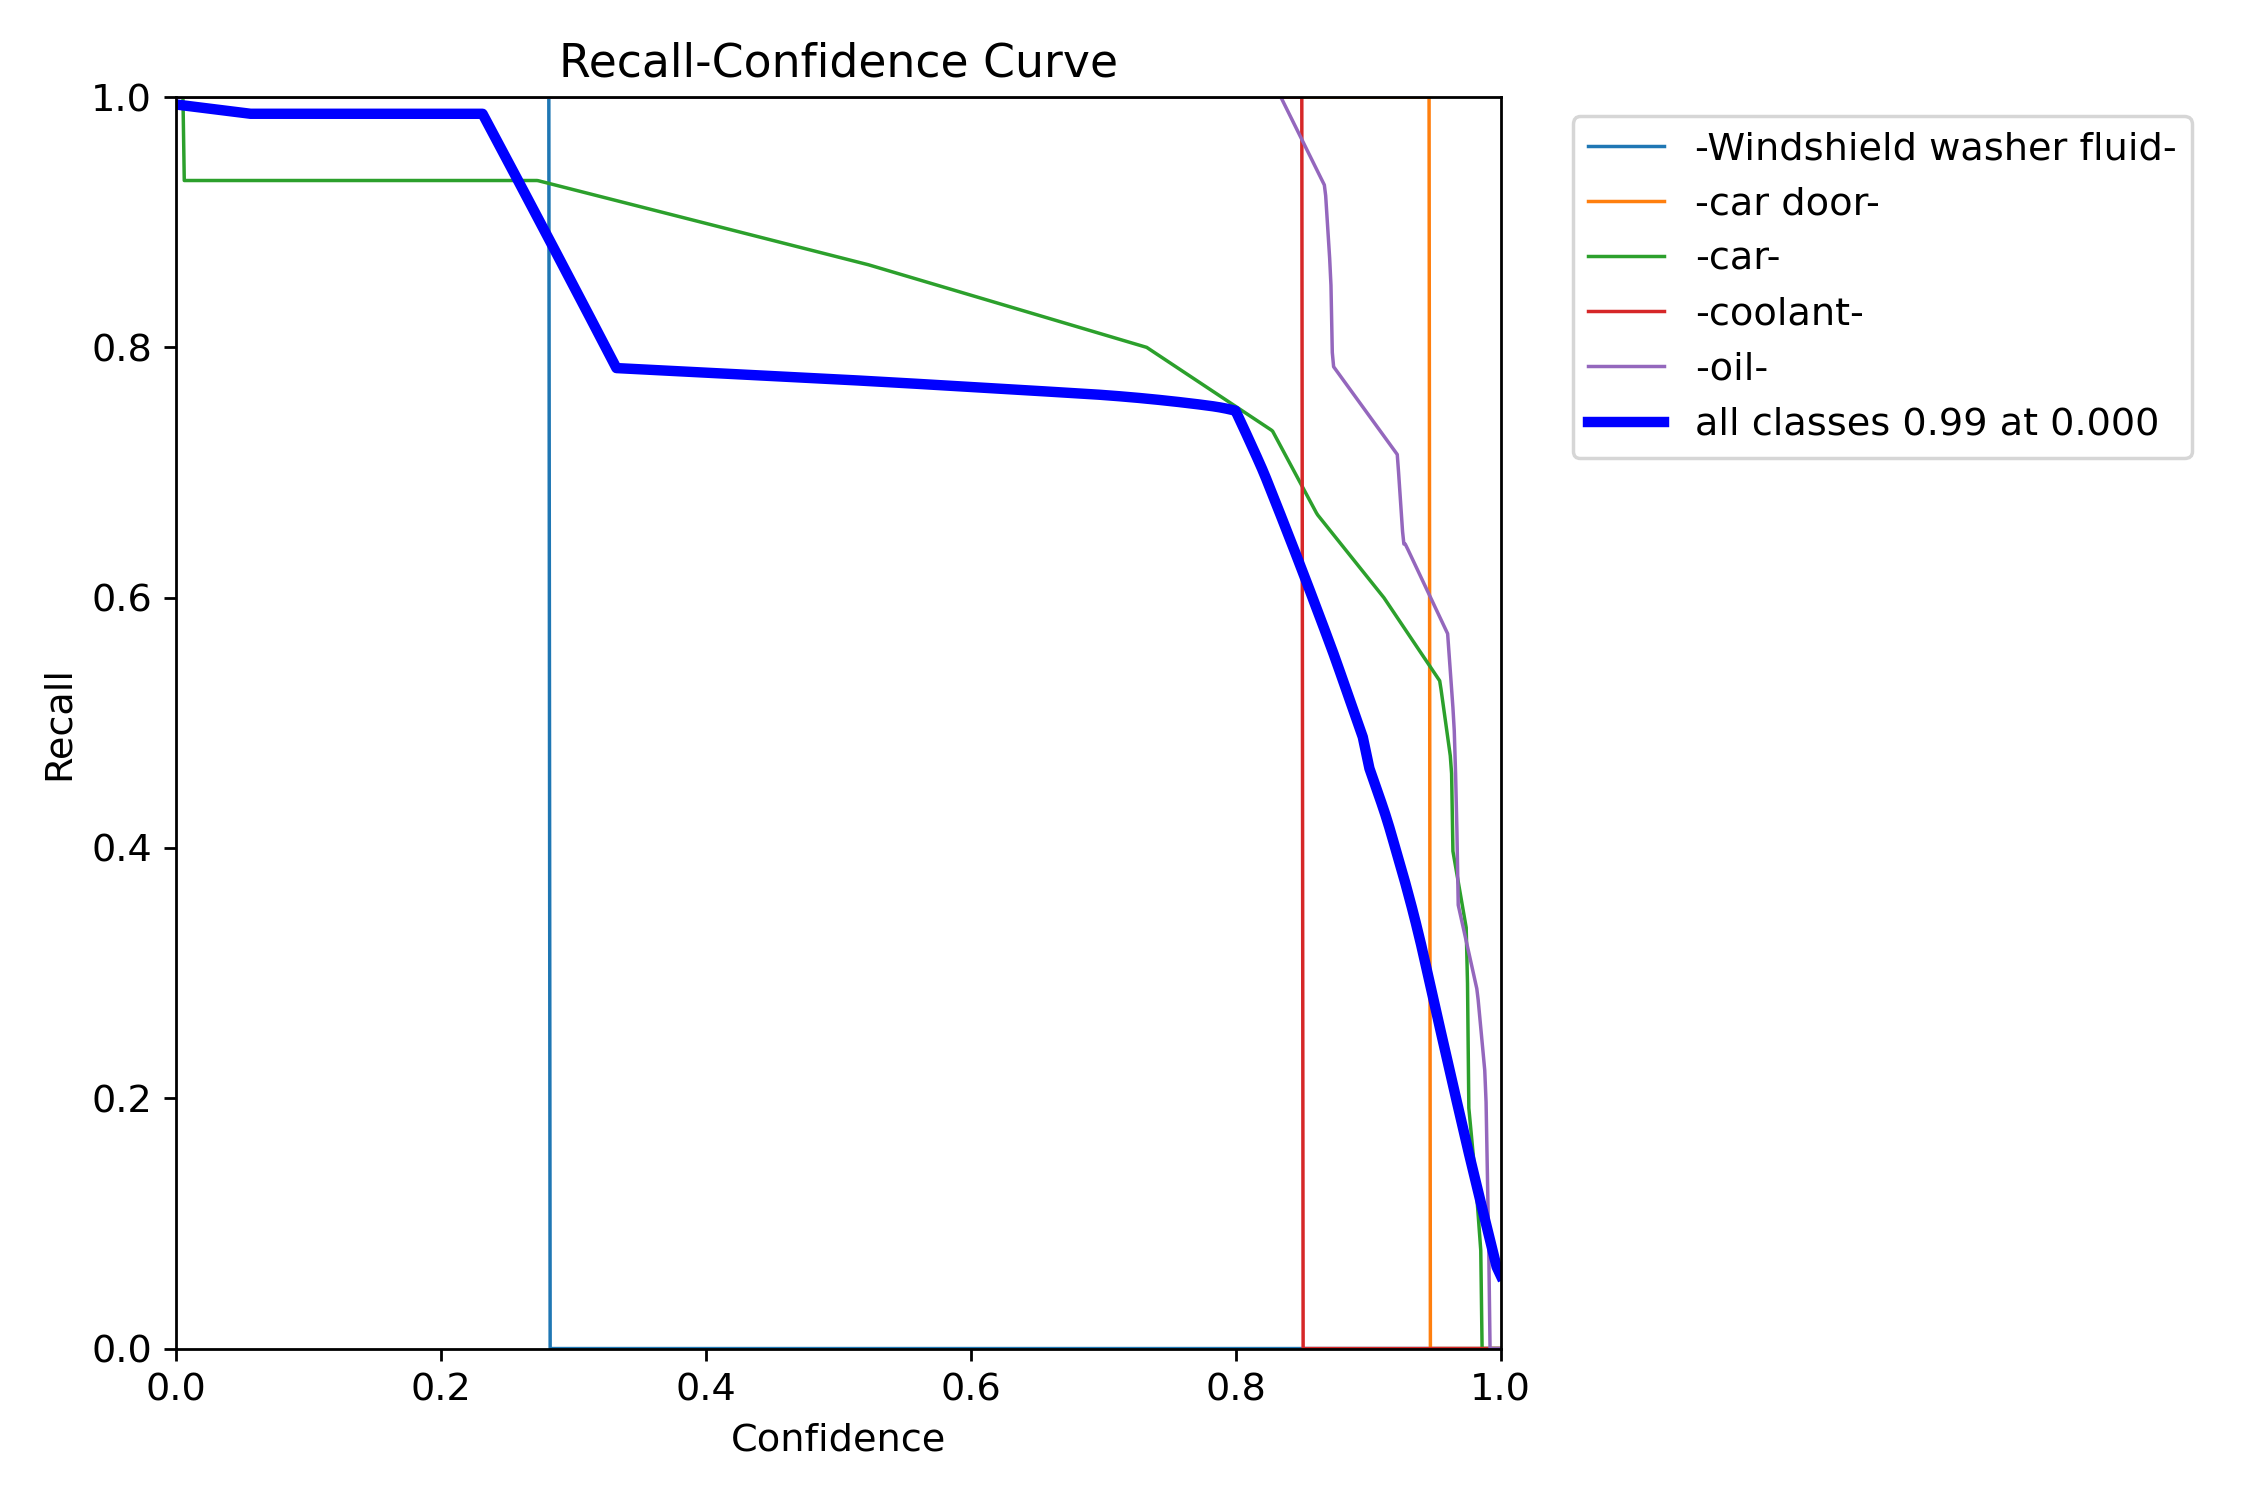 Recall-Confidence Curve
1.0
0.8
0.6
0.4
0.2
0.0
Recall
0.0 0.2 0.4 0.6 0.8 1.0
Confidence
-Windshield washer fluid-
-car door-
-car-
-coolant-
-oil-
all classes 0.99 at 0.000